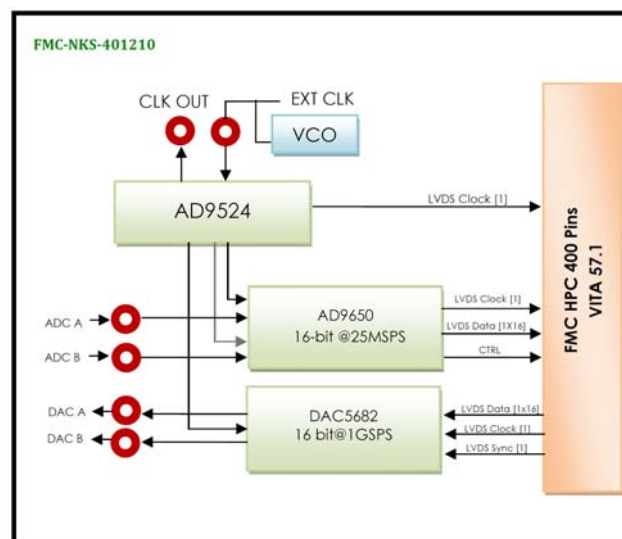 FMC-NKS-401210
CLK OUT
EXT CLK
VCO
AD9524
LVDS Clock [1]
FMC HPC 400 Pins
VITA 57.1
ADC A
ADC B
AD9650
16-bit @25MSPS
LVDS Clock [1]
LVDS Data [1X16]
CTRL
DAC A
DAC B
DAC5682
16 bit@1GSPS
LVDS Data [1x16]
LVDS Clock [1]
LVDS Sync [1]